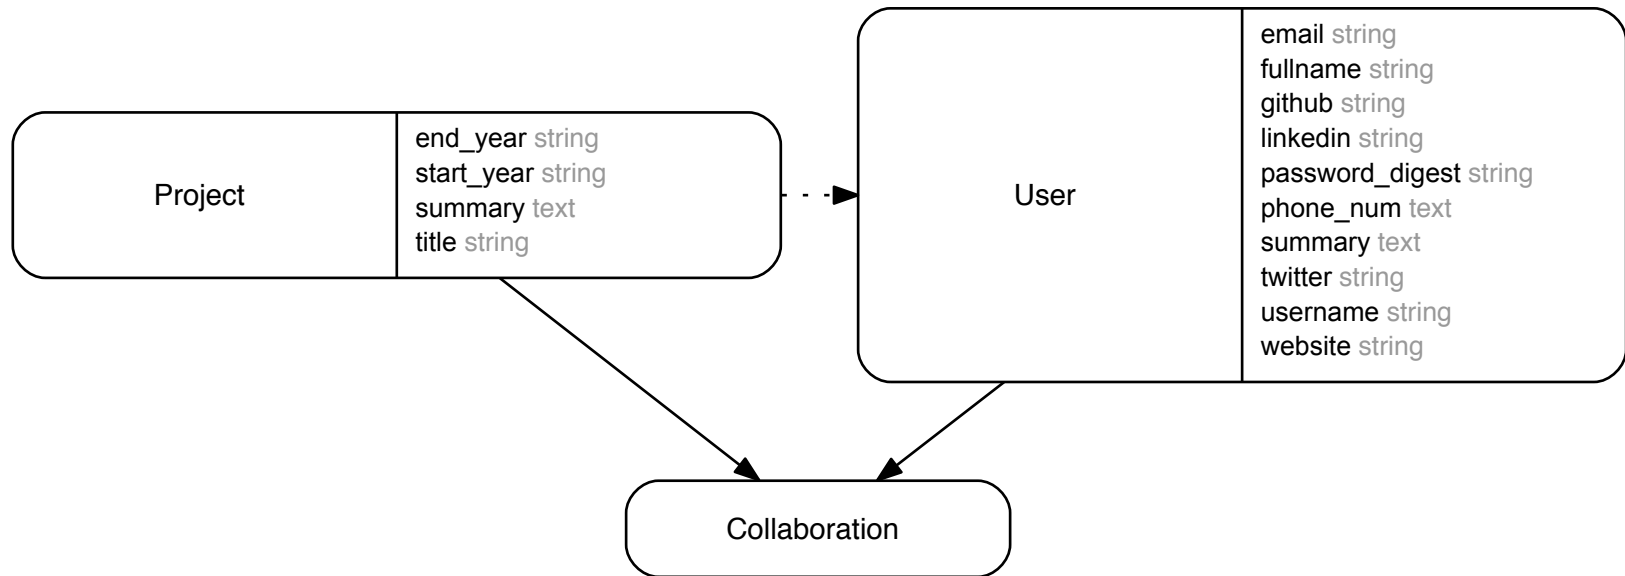 Project
end_year string
start_year string
summary text
title string
User
email string
fullname string
github string
linkedin string
password_digest string
phone_num text
summary text
twitter string
username string
website string
Collaboration